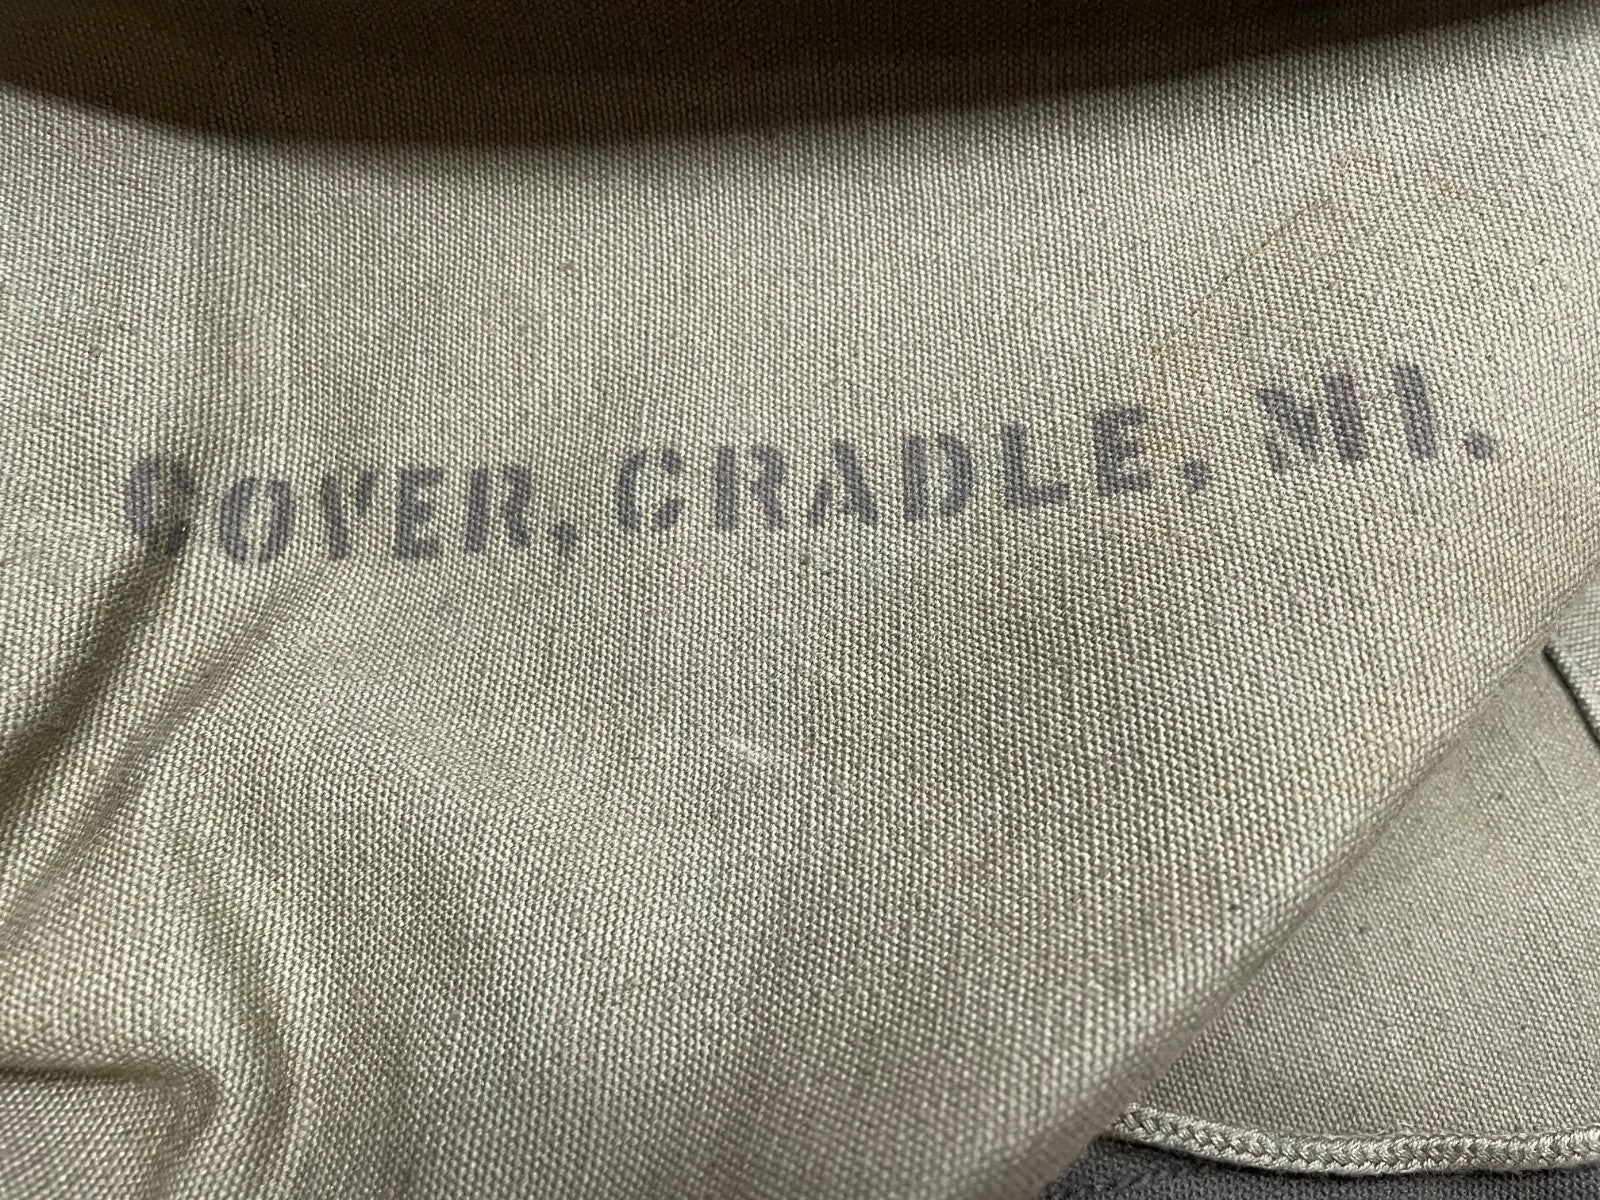 COVER, CRADLE, M1.